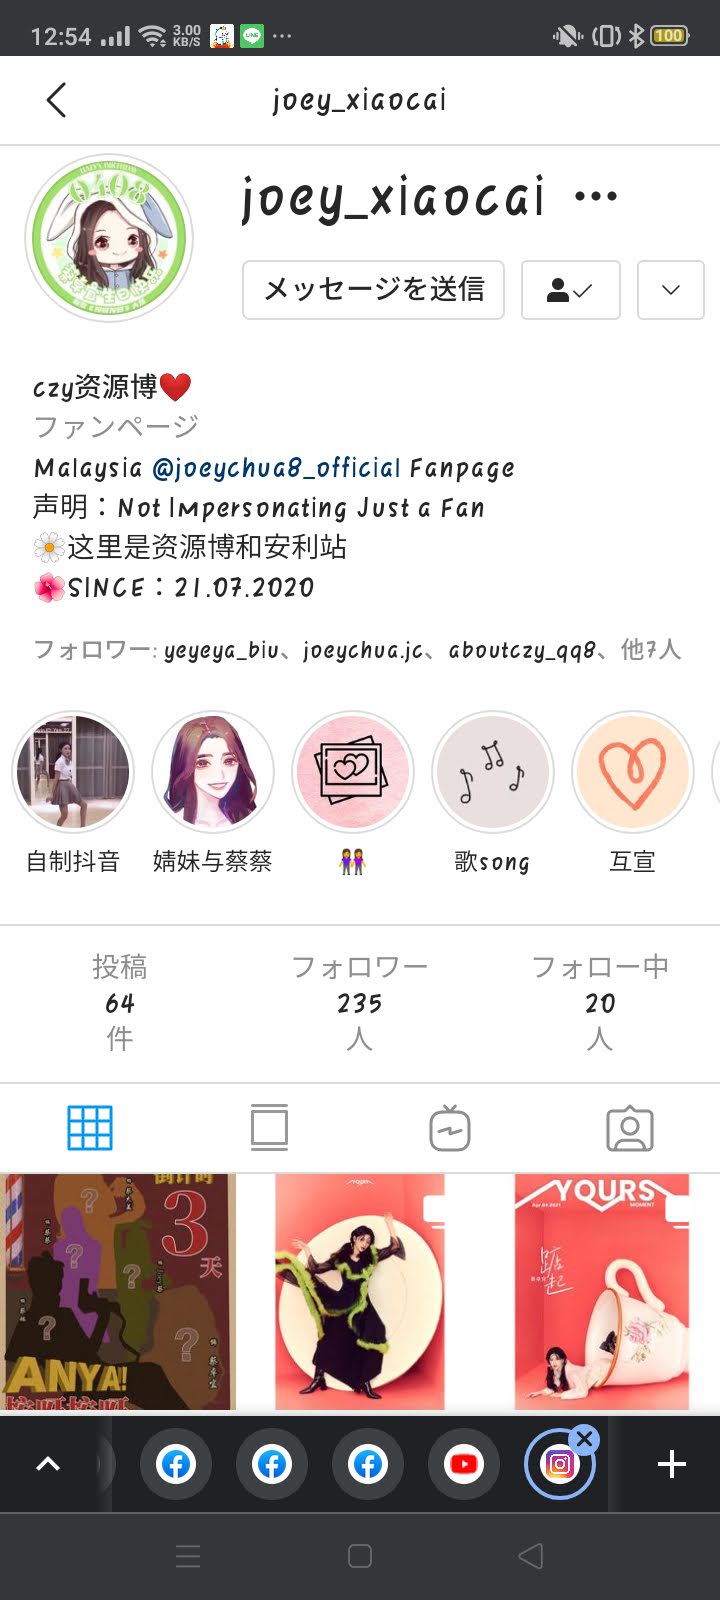 12:54
3.00
KB/S
LINE
100
joey_xiaocai
HAPPY BIRTHDAY
0408
joey_xiaocai
メッセージを送信
czy资源博❤️
ファンページ
Malaysia @joeychua8_official Fanpage
声明：Not Impersonating Just a Fan
🌼这里是资源博和安利站
🌺SINCE：21.07.2020
フォロワー: yeyeya_biu、joeychua.jc、aboutczy_qq8、他7人
自制抖音
婧妹与蔡蔡
👭
歌song
互宣
投稿
64
件
フォロワー
235
人
フォロー中
20
人
倒计时
3
天
?
?
?
?
?
ANYA!
YOURS
MOMENT